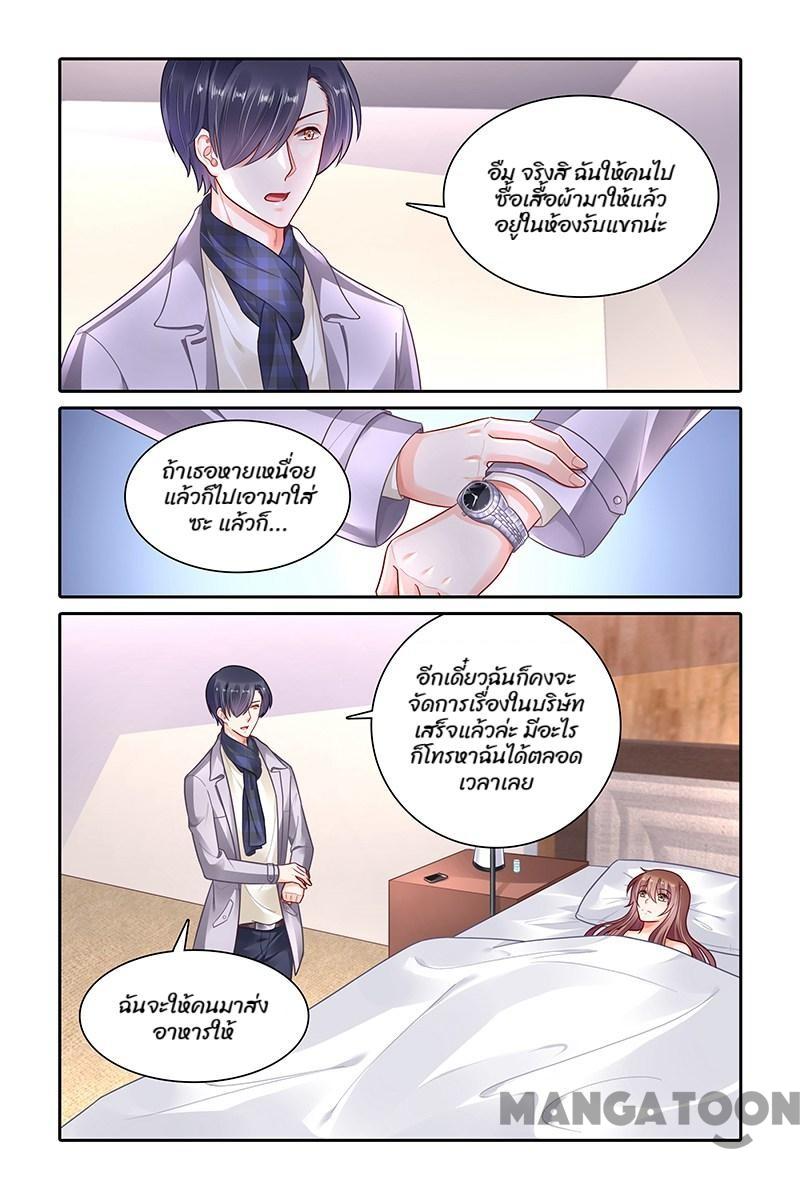 อืม จริงสิ ฉันให้คนไป
ซื้อเสื้อผ้ามาให้แล้ว
อยู่ในห้องรับแขกน่ะ
ถ้าเธอหายเหนื่อย
แล้วก็ไปเอามาใส่
ซะ แล้วก็...
อีกเดี๋ยวฉันก็คงจะ
จัดการเรื่องในบริษัท
เสร็จแล้วล่ะ มีอะไร
ก็โทรหาฉันได้ตลอด
เวลาเลย
ฉันจะให้คนมาส่ง
อาหารให้
MANGATOON